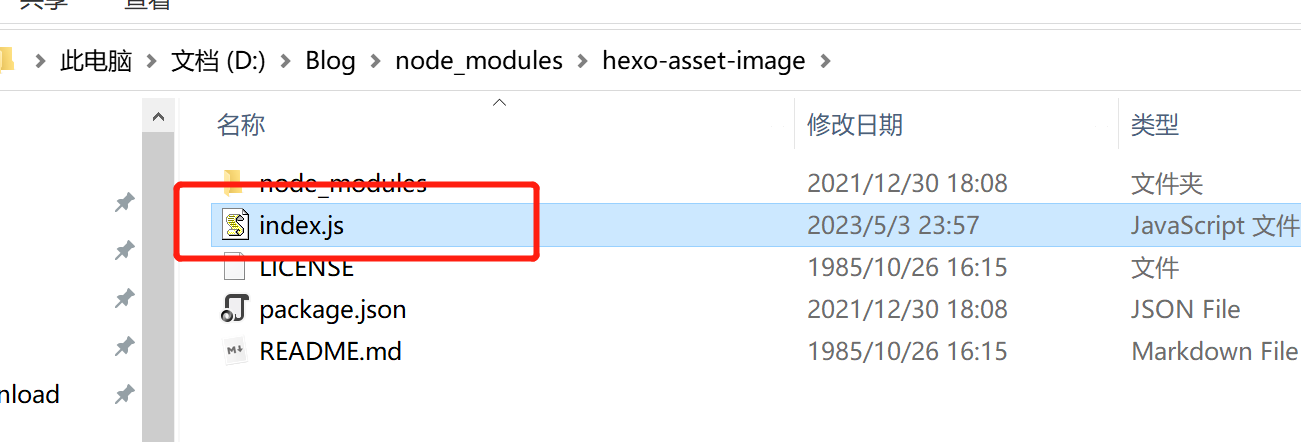 共享 查看
此电脑 文档 (D:) Blog node_modules hexo-asset-image
名称 修改日期 类型
node_modules 2021/12/30 18:08 文件夹
index.js 2023/5/3 23:57 JavaScript 文件
LICENSE 1985/10/26 16:15 文件
package.json 2021/12/30 18:08 JSON File
README.md 1985/10/26 16:15 Markdown File
nload